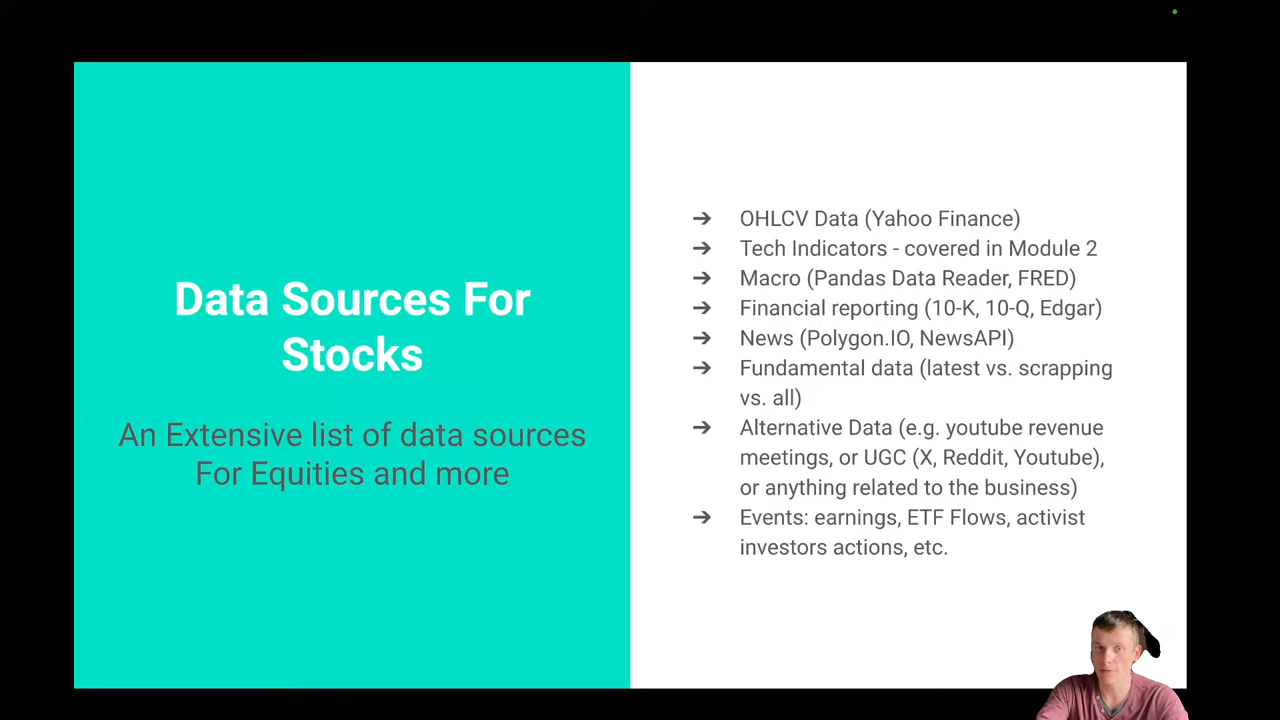 Data Sources For
Stocks
An Extensive list of data sources
For Equities and more
➔ OHLCV Data (Yahoo Finance)
➔ Tech Indicators - covered in Module 2
➔ Macro (Pandas Data Reader, FRED)
➔ Financial reporting (10-K, 10-Q, Edgar)
➔ News (Polygon.IO, NewsAPI)
➔ Fundamental data (latest vs. scrapping
vs. all)
➔ Alternative Data (e.g. youtube revenue
meetings, or UGC (X, Reddit, Youtube),
or anything related to the business)
➔ Events: earnings, ETF Flows, activist
investors actions, etc.